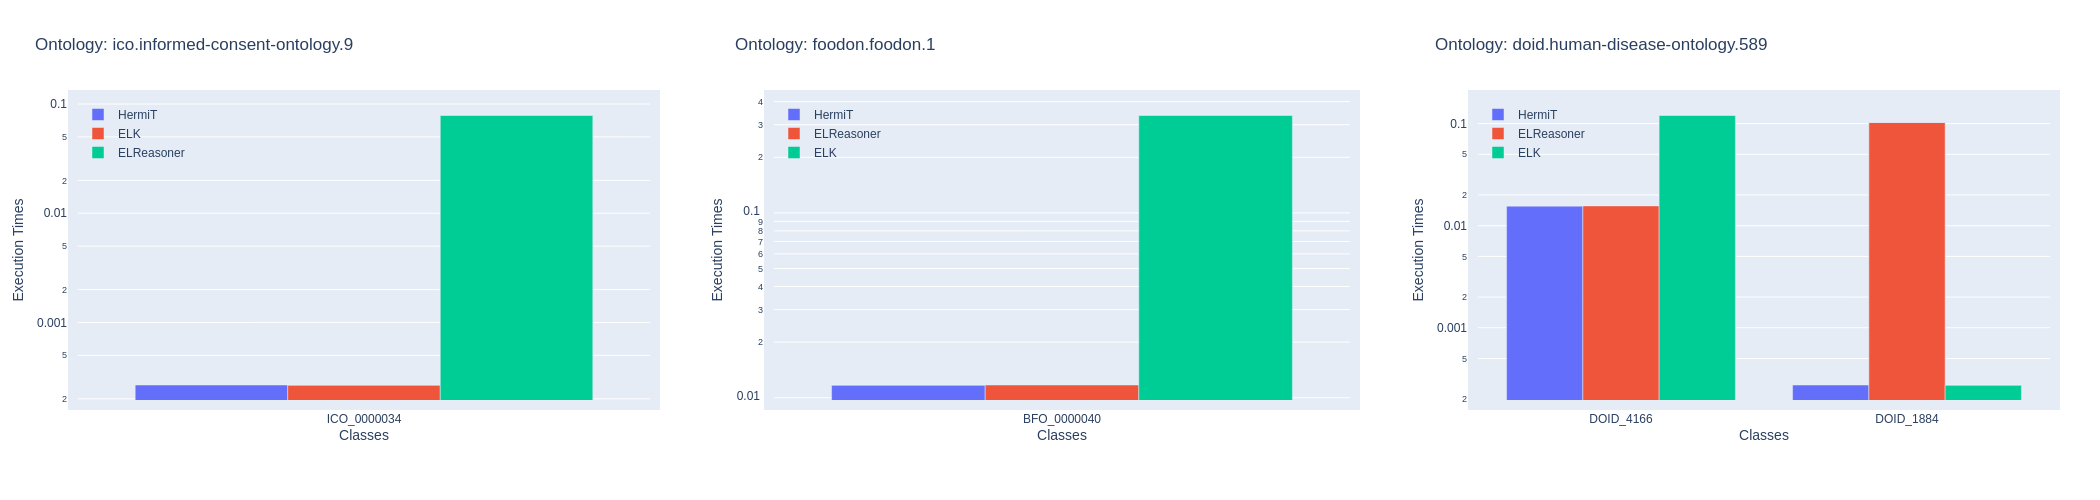 Ontology: ico.informed-consent-ontology.9
HermiT
ELK
ELReasoner
0.1
5
2
0.01
5
2
0.001
5
2
Execution Times
ICO_0000034
Classes
Ontology: foodon.foodon.1
HermiT
ELReasoner
ELK
4
3
2
0.1
9
8
7
6
5
4
3
2
0.01
Execution Times
BFO_0000040
Classes
Ontology: doid.human-disease-ontology.589
HermiT
ELReasoner
ELK
0.1
5
2
0.01
5
2
0.001
5
2
Execution Times
DOID_4166 DOID_1884
Classes